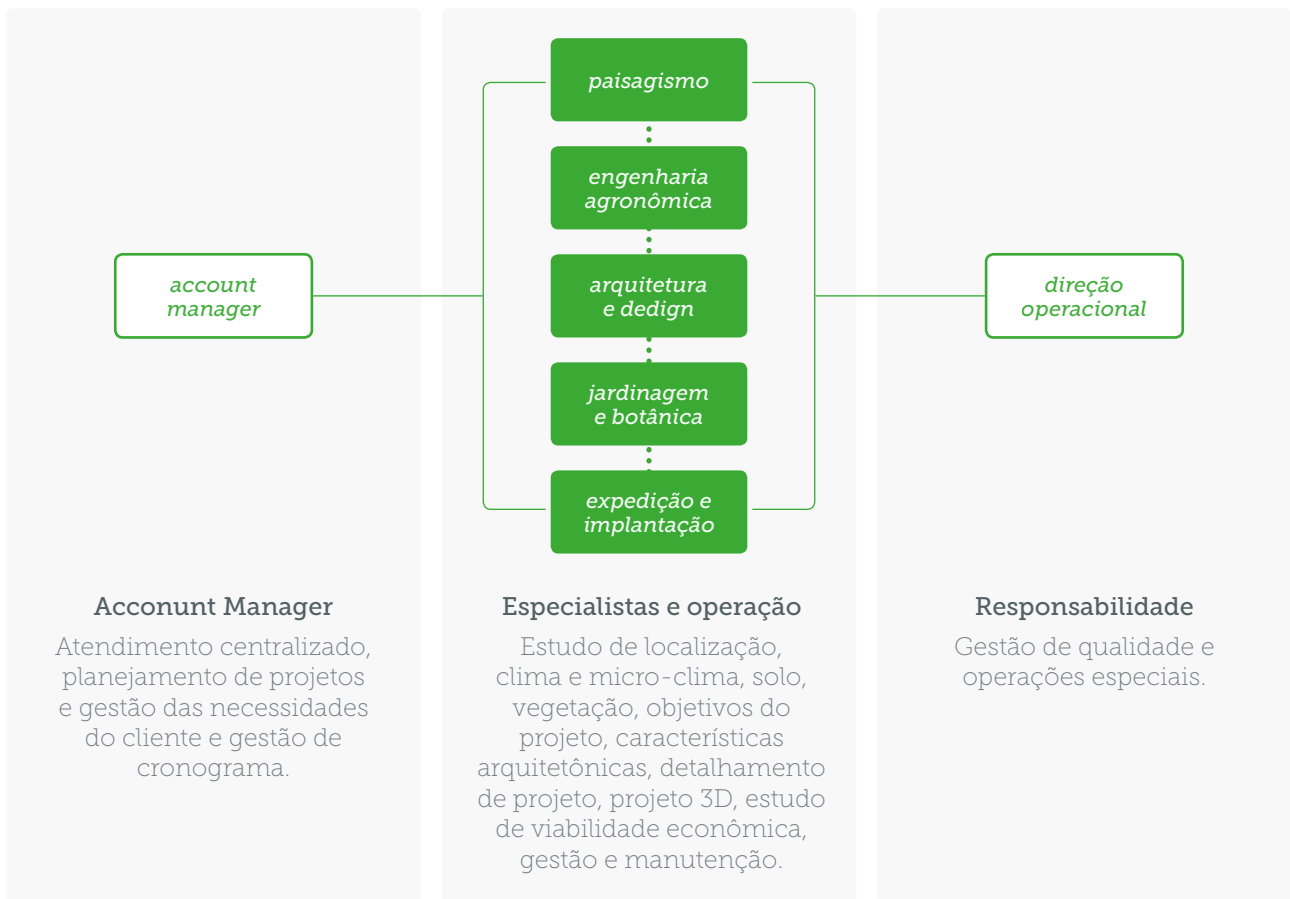 paisagismo
engenharia
agronômica
account
manager
arquitetura
e dedign
direção
operacional
jardinagem
e botânica
expedição e
implantação
Acconunt Manager
Atendimento centralizado,
planejamento de projetos
e gestão das necessidades
do cliente e gestão de
cronograma.
Especialistas e operação
Estudo de localização,
clima e micro-clima, solo,
vegetação, objetivos do
projeto, características
arquitetônicas, detalhamento
de projeto, projeto 3D, estudo
de viabilidade econômica,
gestão e manutenção.
Responsabilidade
Gestão de qualidade e
operações especiais.